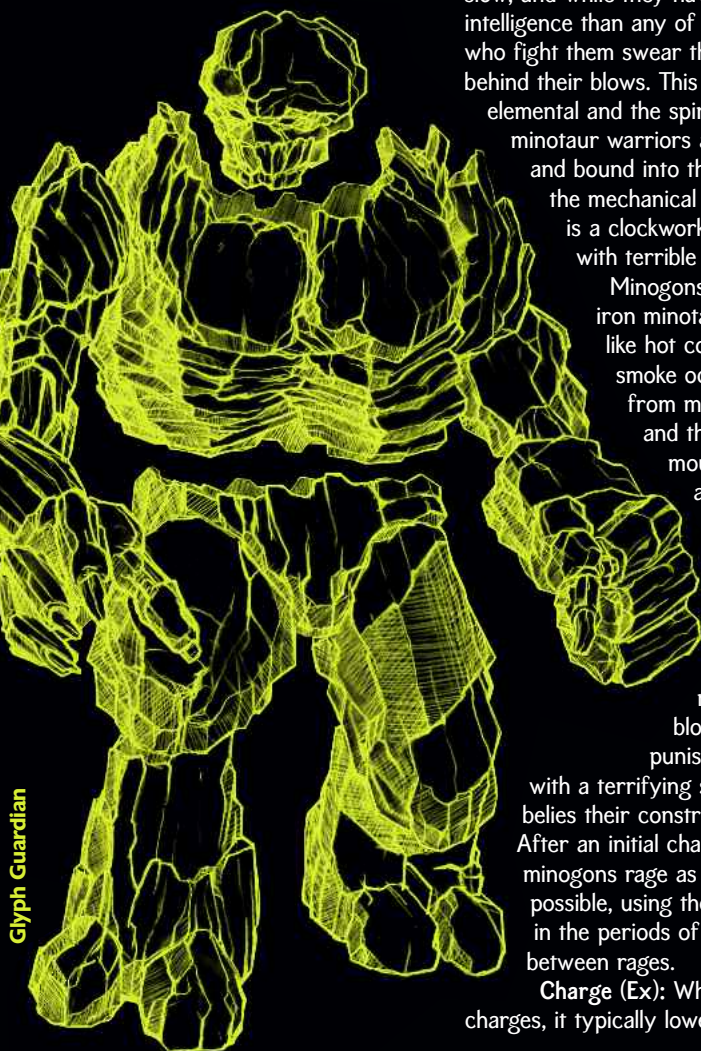 slow, and while they ha
intelligence than any of
who fight them swear th
behind their blows. This
elemental and the spir
minotaur warriors a
and bound into th
the mechanical
is a clockwork
with terrible
Minogons
iron minota
like hot co
smoke oc
from m
and th
mou
a
blo
punis
with a terrifying s
belies their constr
After an initial cha
minogons rage as
possible, using the
in the periods of
between rages.
Charge (Ex): Wh
charges, it typically lowe
Glyph Guardian